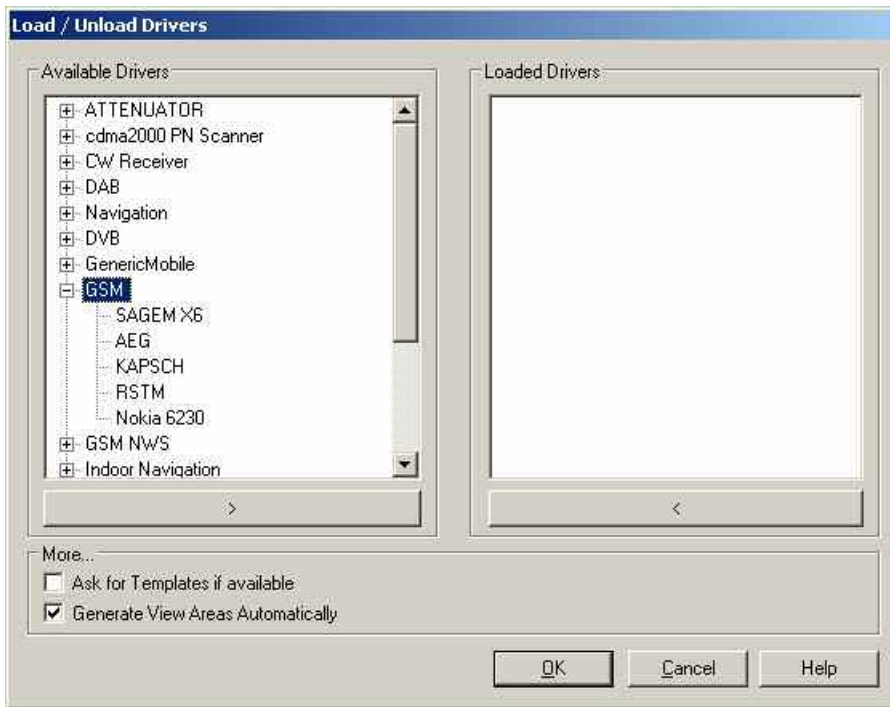 Load / Unload Drivers
Available Drivers
ATTENUATOR
cdma2000 PN Scanner
CW Receiver
DAB
Navigation
DVB
GenericMobile
GSM
SAGEM X6
AEG
KAPSCH
RSTM
Nokia 6230
GSM NWS
Indoor Navigation
>
Loaded Drivers
<
More...
Ask for Templates if available
Generate View Areas Automatically
OK
Cancel
Help